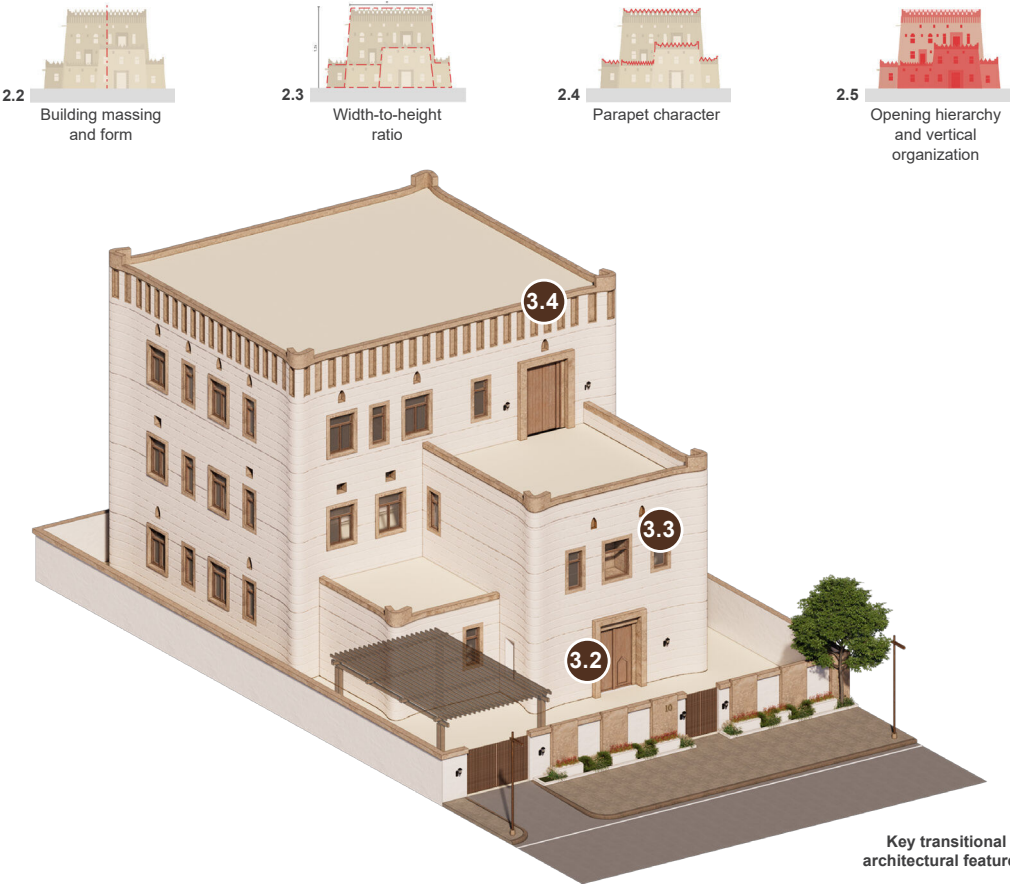 2.2
Building massing
and form
2.3
Width-to-height
ratio
2.4
Parapet character
2.5
Opening hierarchy
and vertical
organization
3.4
3.3
3.2
10
Key transitional
architectural feature